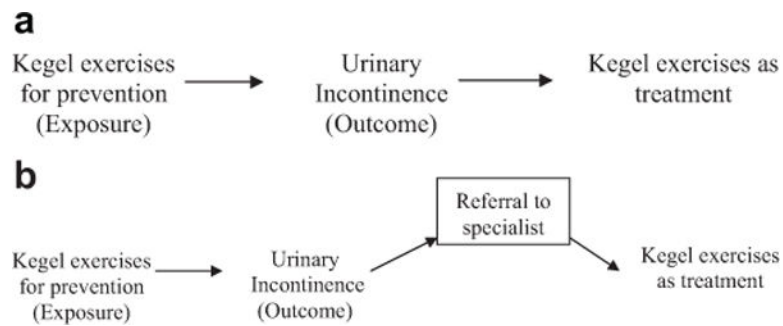 a
Kegel exercises
for prevention
(Exposure)
Urinary
Incontinence
(Outcome)
Kegel exercises as
treatment
b
Kegel exercises
for prevention
(Exposure)
Urinary
Incontinence
(Outcome)
Referral to
specialist
Kegel exercises
as treatment